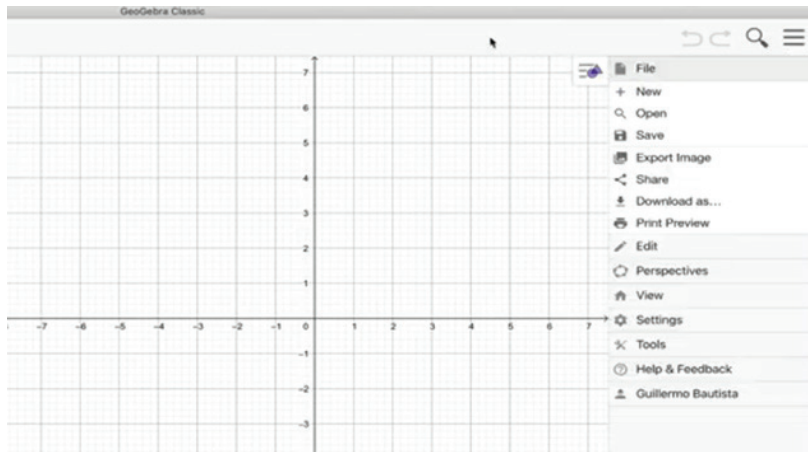 GeoGebra Classic
File
New
Open
Save
Export Image
Share
Download as...
Print Preview
Edit
Perspectives
View
Settings
Tools
Help & Feedback
Guillermo Bautista
7
6
5
4
3
2
1
-7 -6 -5 -4 -3 -2 -1 0 1 2 3 4 5 6 7
-1
-2
-3